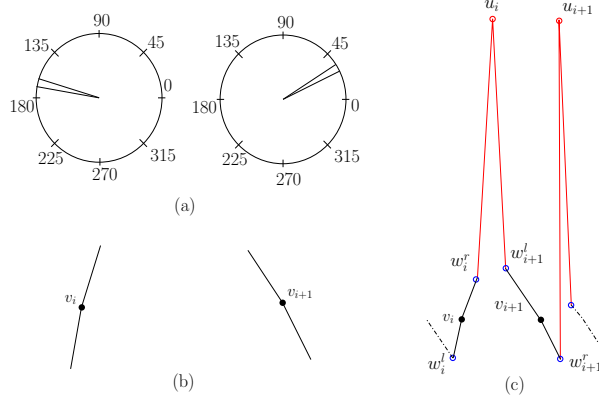 90
135
45
0
180
225
270
315
90
135
45
0
180
225
270
315
(a)
v_i
v_{i+1}
(b)
u_i
u_{i+1}
w_i^r
w_{i+1}^l
v_i
v_{i+1}
w_i^l
w_{i+1}^r
(c)